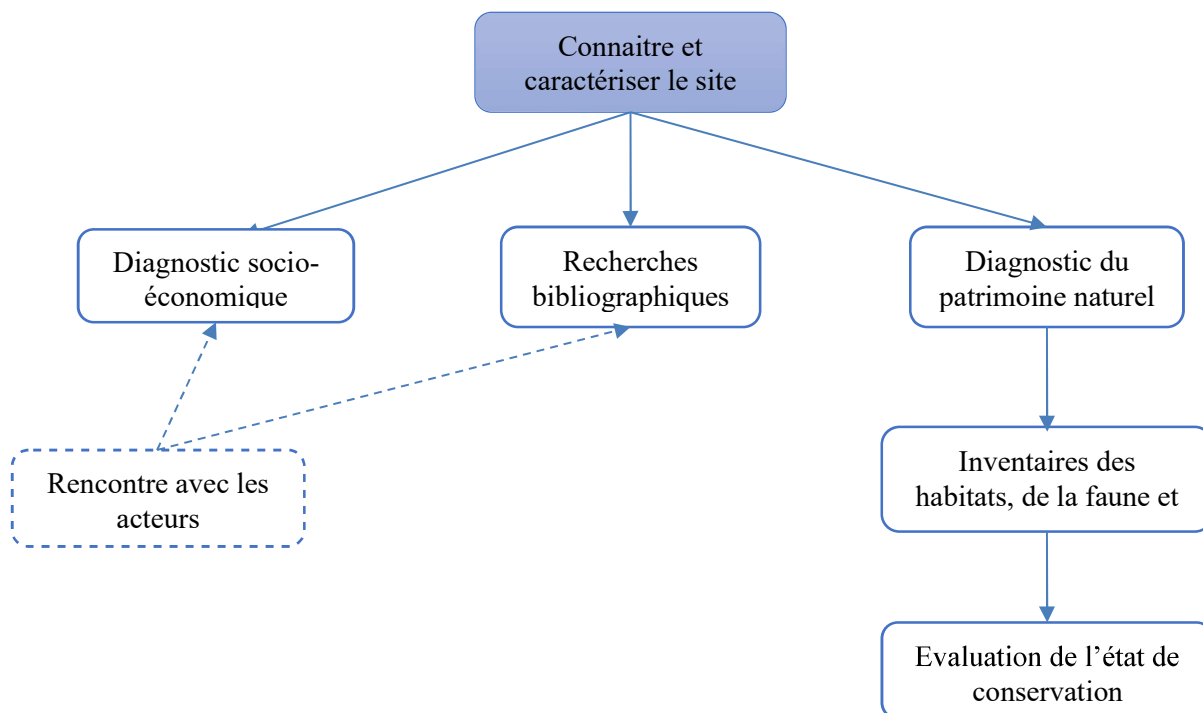 Connaitre et
caractériser le site
Diagnostic socio-
économique
Recherches
bibliographiques
Diagnostic du
patrimoine naturel
Rencontre avec les
acteurs
Inventaires des
habitats, de la faune et
Evaluation de l’état de
conservation